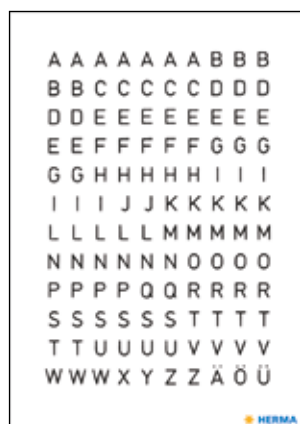 A A A A A A A B B B
B B C C C C C D D D
D D E E E E E E E E
E E F F F F F G G G
G G H H H H H I I I
I I I J J K K K K K
L L L L L M M M M M
N N N N N N O O O O
P P P P Q Q R R R R
S S S S S S T T T T
T T U U U U V V V V
W W W X Y Z Z Ä Ö Ü
HERMA